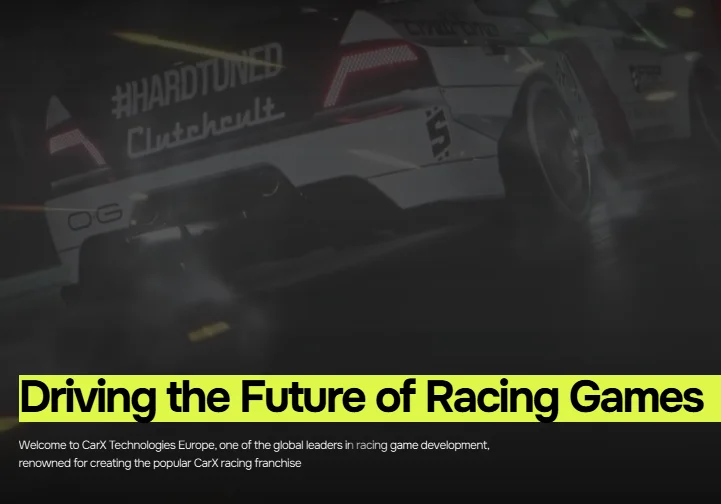 #HARDTUNED
Clutchcult
S
OG
Driving the Future of Racing Games
Welcome to CarX Technologies Europe, one of the global leaders in racing game development,
renowned for creating the popular CarX racing franchise